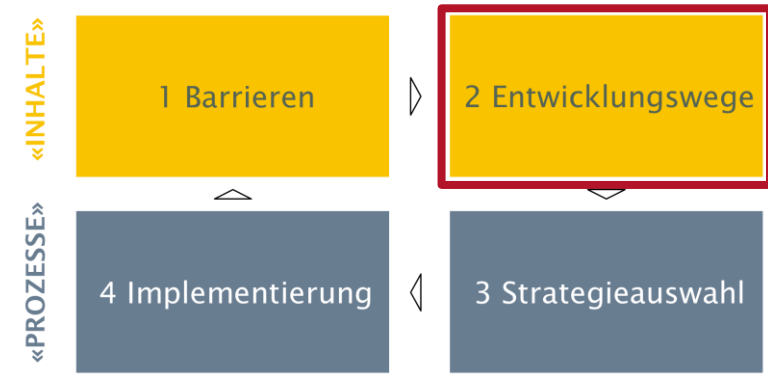 «INHALTE»
1 Barrieren
2 Entwicklungswege
«PROZESSE»
4 Implementierung
3 Strategieauswahl